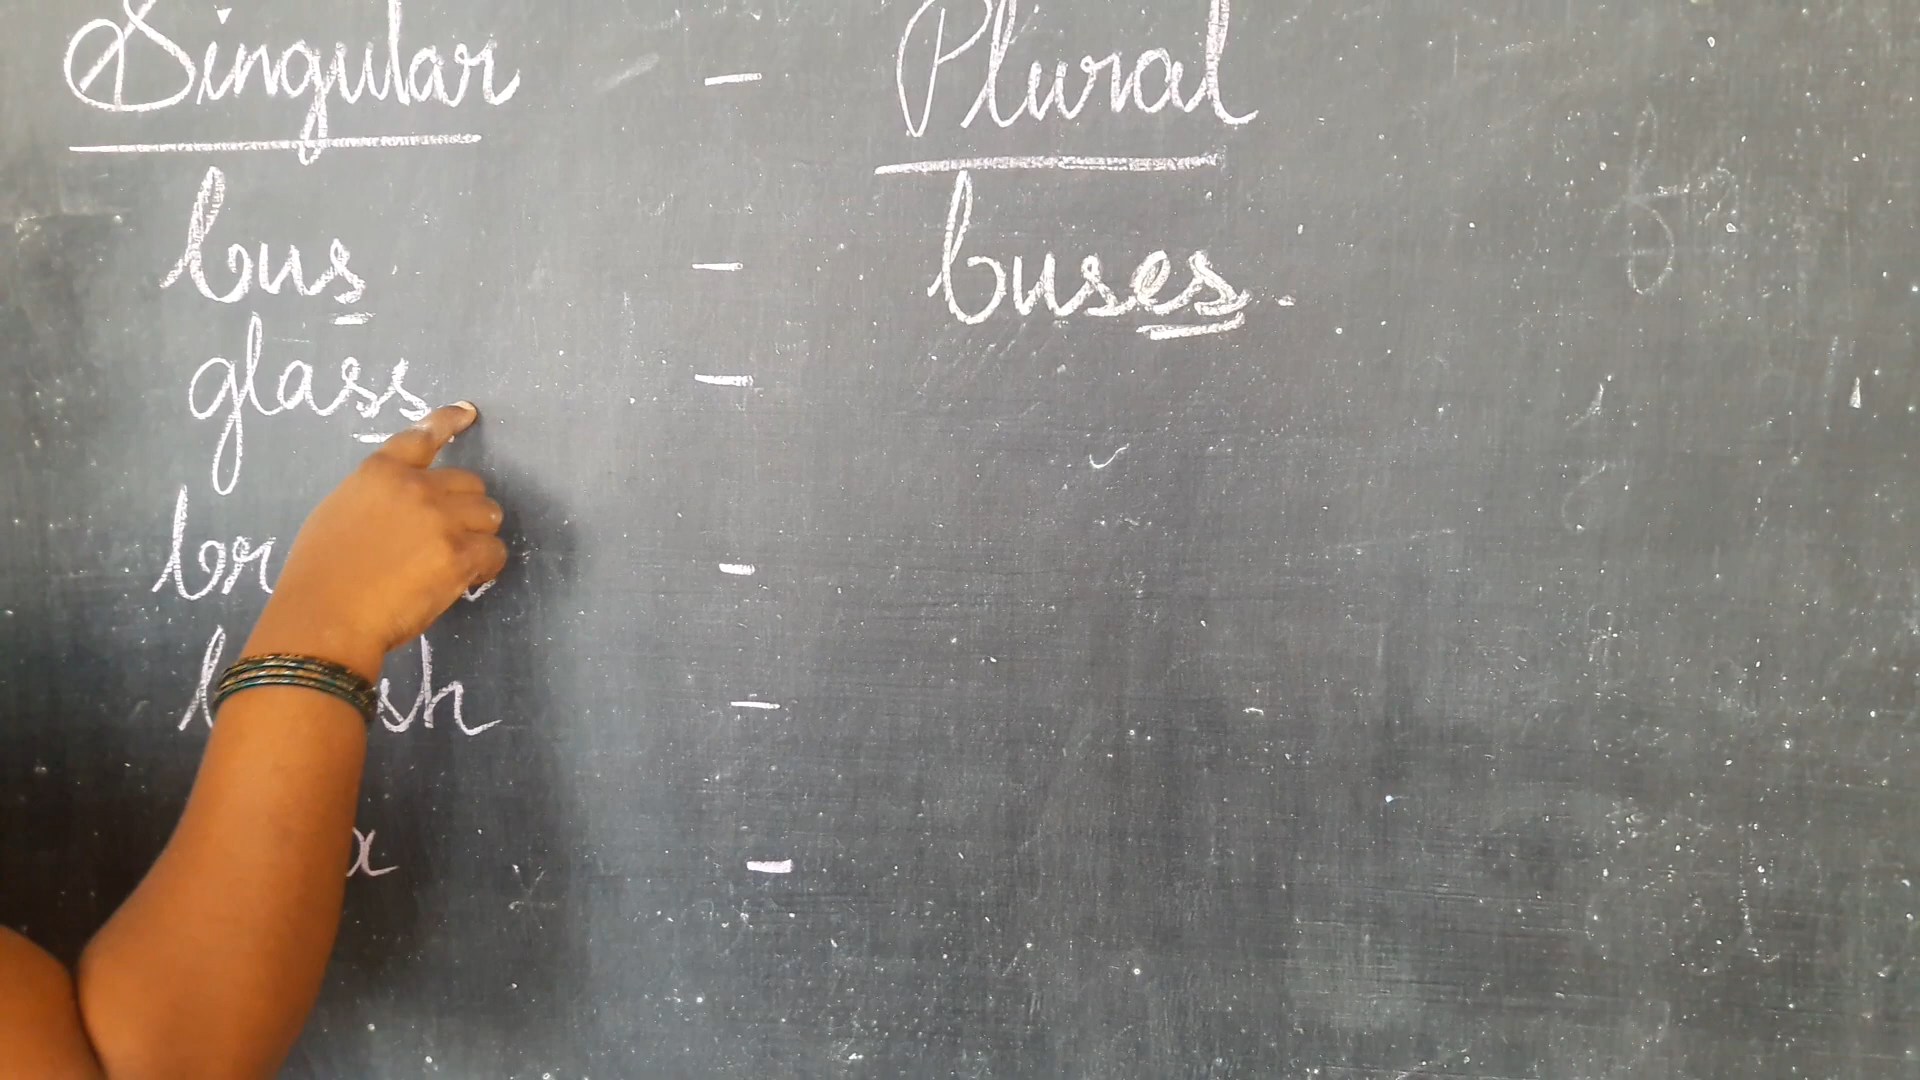 Singular - Plural
bus - buses.
glass -
-
-
-